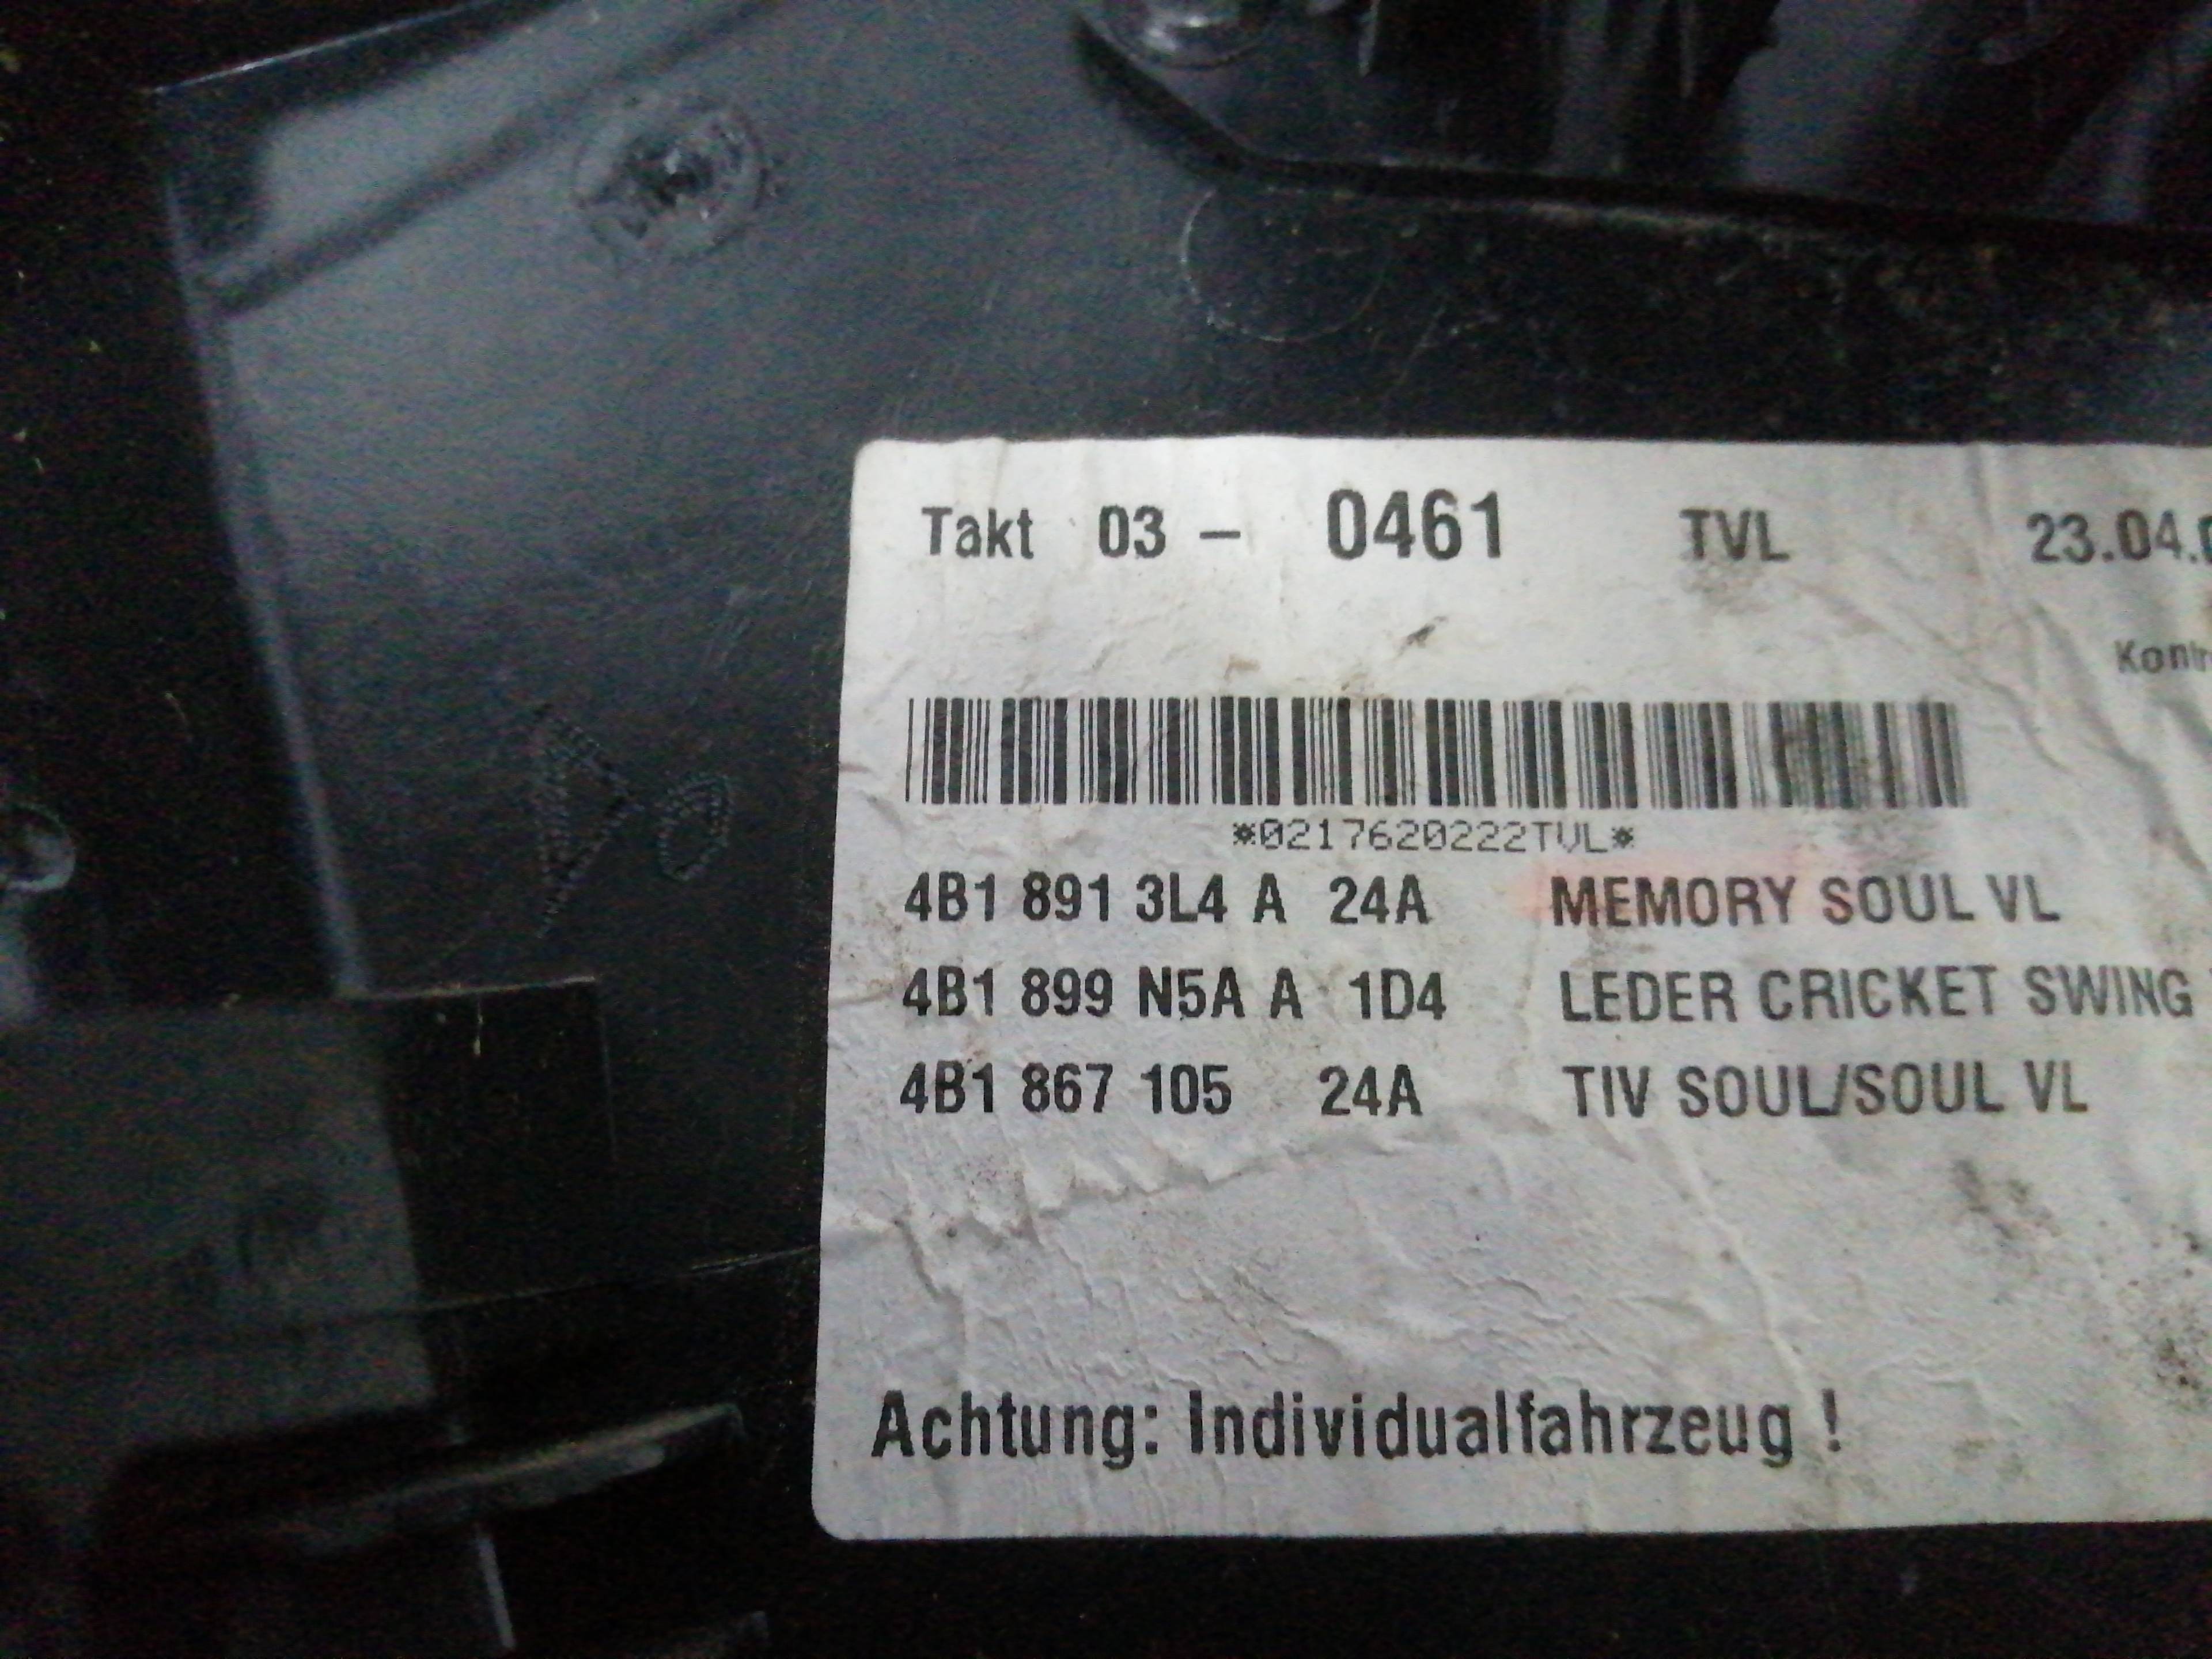 Takt 03 - 0461 TVL 23.04.0
*0217620222TVL*
4B1 891 3L4 A 24A MEMORY SOUL VL
4B1 899 N5A A 1D4 LEDER CRICKET SWING
4B1 867 105 24A TIV SOUL/SOUL VL
Achtung: Individualfahrzeug !